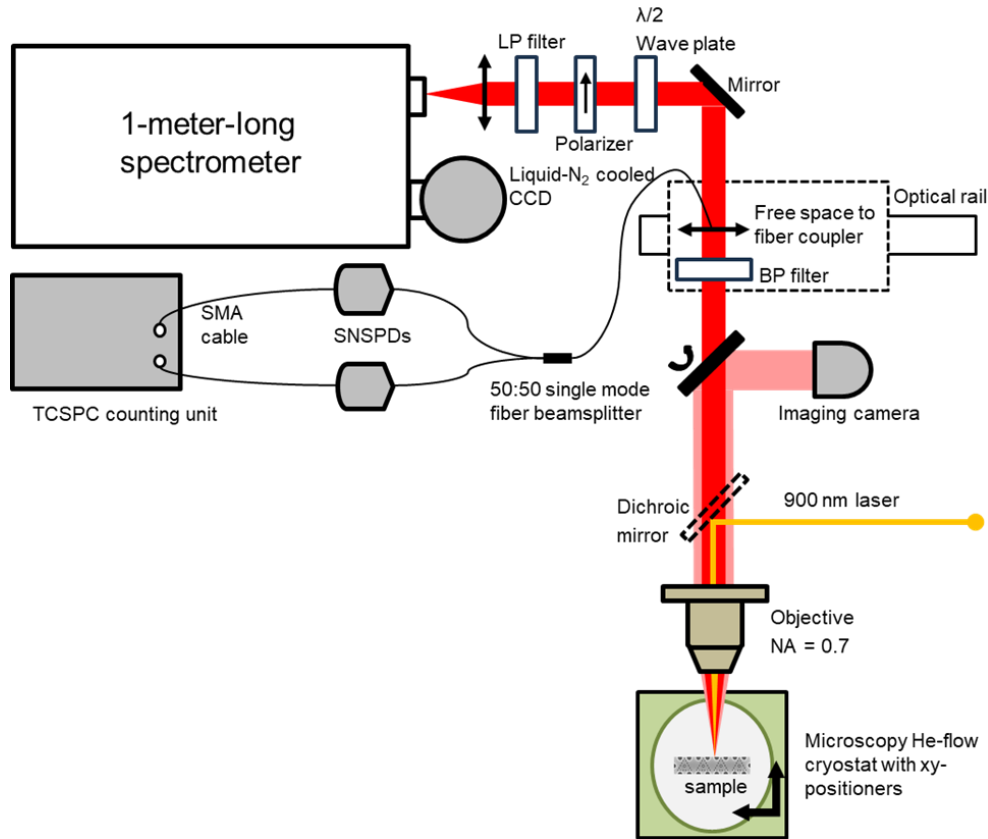 λ/2
LP filter
Wave plate
Mirror
1-meter-long
spectrometer
Polarizer
Liquid-N₂ cooled
CCD
Optical rail
Free space to
fiber coupler
BP filter
SMA
cable
SNSPDs
50:50 single mode
fiber beamsplitter
TCSPC counting unit
Imaging camera
Dichroic
mirror
900 nm laser
Objective
NA = 0.7
Microscopy He-flow
cryostat with xy-
positioners
sample